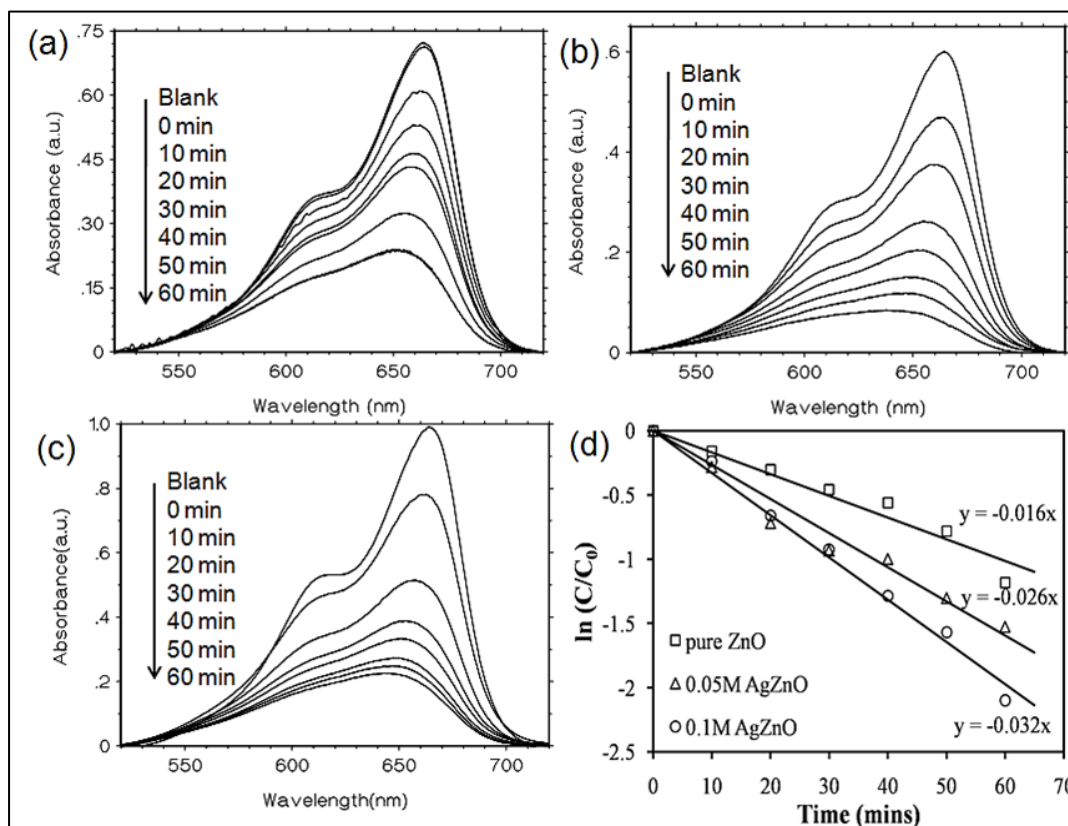 (a)
.75
.60
.45
.30
.15
0
Absorbance (a.u.)
Blank
0 min
10 min
20 min
30 min
40 min
50 min
60 min
550
600
650
700
Wavelength (nm)
(b)
.6
.4
.2
0
Absorbance (a.u.)
Blank
0 min
10 min
20 min
30 min
40 min
50 min
60 min
550
600
650
700
Wavelength (nm)
(c)
1.0
.8
.6
.4
.2
0
Absorbance(a.u.)
Blank
0 min
10 min
20 min
30 min
40 min
50 min
60 min
550
600
650
700
Wavelength(nm)
(d)
0
-0.5
-1
-1.5
-2
-2.5
ln (C/C0)
y = -0.016x
y = -0.026x
y = -0.032x
pure ZnO
0.05M AgZnO
0.1M AgZnO
0
10
20
30
40
50
60
70
Time (mins)